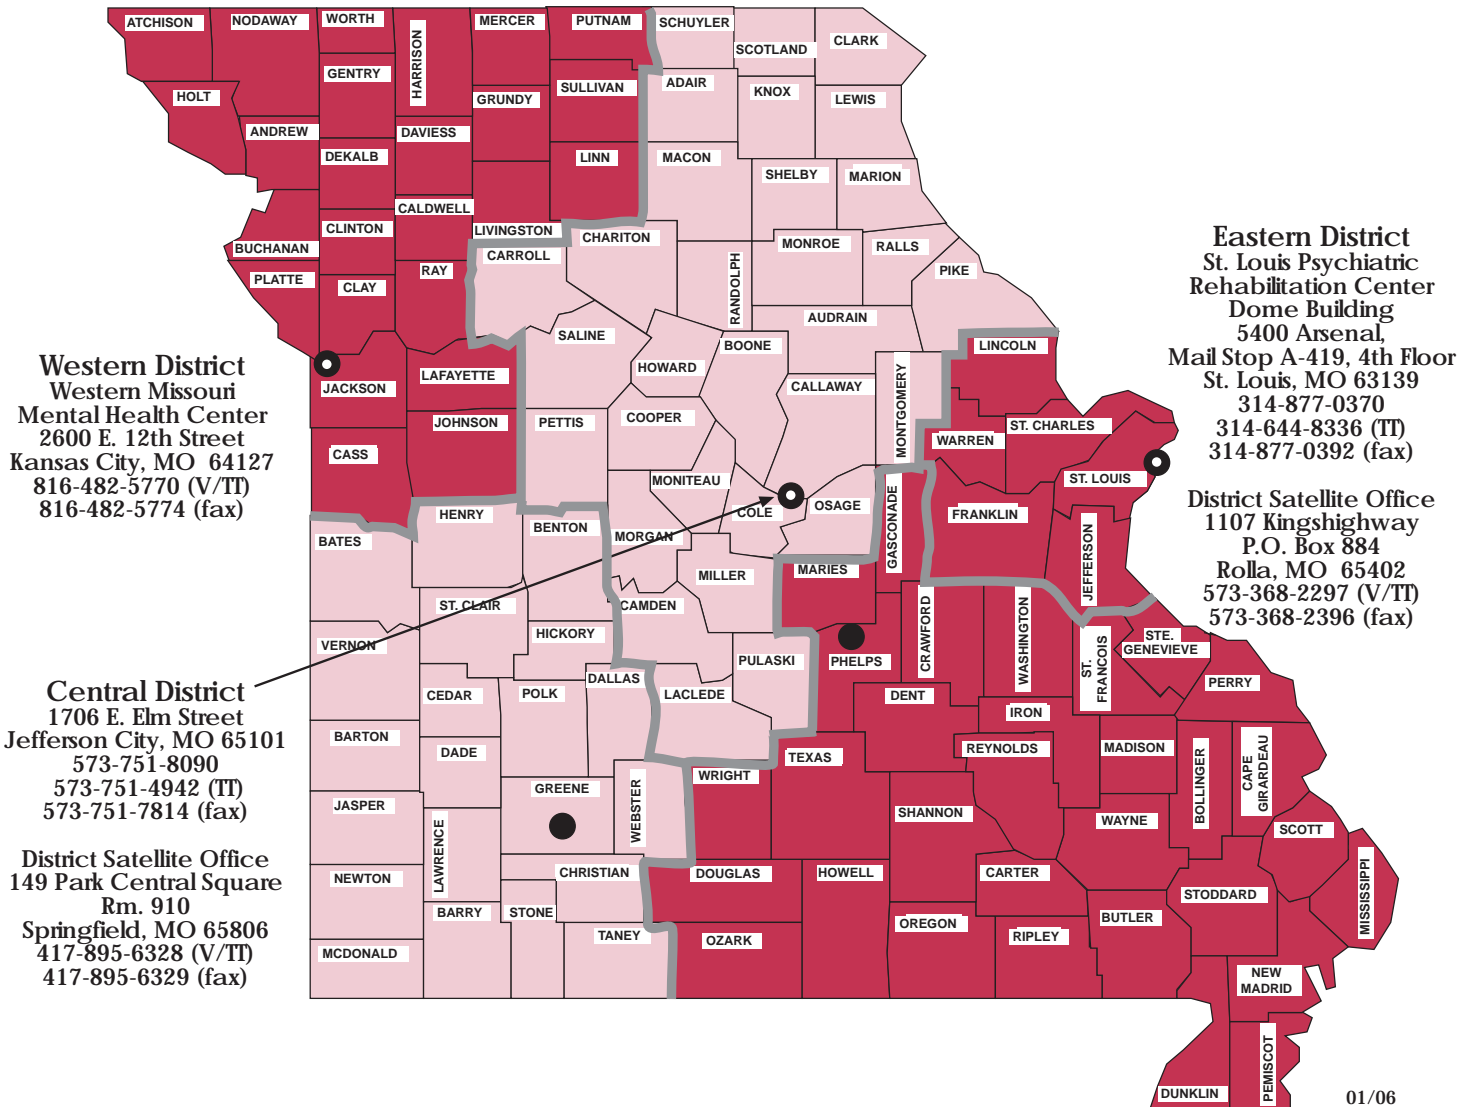 ATCHISON
NODAWAY
WORTH
HARRISON
MERCER
PUTNAM
SCHUYLER
SCOTLAND
CLARK
GENTRY
HOLT
GRUNDY
SULLIVAN
ADAIR
KNOX
LEWIS
ANDREW
DAVIESS
DEKALB
LINN
MACON
SHELBY
MARION
CALDWELL
CLINTON
LIVINGSTON
CHARITON
BUCHANAN
CARROLL
RANDOLPH
MONROE
RALLS
PIKE
PLATTE
CLAY
RAY
AUDRAIN
SALINE
BOONE
LINCOLN
HOWARD
JACKSON
LAFAYETTE
CALLAWAY
MONTGOMERY
COOPER
PETTIS
JOHNSON
CASS
WARREN
ST. CHARLES
ST. LOUIS
MONITEAU
COLE
OSAGE
GASCONADE
FRANKLIN
JEFFERSON
HENRY
BENTON
MORGAN
BATES
MILLER
MARIES
ST. CLAIR
CAMDEN
CRAWFORD
WASHINGTON
HICKORY
VERNON
PULASKI
PHELPS
ST.
FRANCOIS
STE.
GENEVIEVE
DALLAS
CEDAR
POLK
LACLEDE
DENT
IRON
PERRY
BARTON
DADE
TEXAS
REYNOLDS
MADISON
BOLLINGER
CAPE
GIRARDEAU
WRIGHT
GREENE
WEBSTER
JASPER
LAWRENCE
SHANNON
WAYNE
SCOTT
NEWTON
CHRISTIAN
DOUGLAS
HOWELL
CARTER
STODDARD
MISSISSIPPI
BARRY
STONE
TANEY
OZARK
OREGON
RIPLEY
BUTLER
MCDONALD
NEW
MADRID
DUNKLIN
PEMISCOT
Western District
Western Missouri
Mental Health Center
2600 E. 12th Street
Kansas City, MO 64127
816-482-5770 (V/TT)
816-482-5774 (fax)
Central District
1706 E. Elm Street
Jefferson City, MO 65101
573-751-8090
573-751-4942 (TT)
573-751-7814 (fax)
District Satellite Office
149 Park Central Square
Rm. 910
Springfield, MO 65806
417-895-6328 (V/TT)
417-895-6329 (fax)
Eastern District
St. Louis Psychiatric
Rehabilitation Center
Dome Building
5400 Arsenal,
Mail Stop A-419, 4th Floor
St. Louis, MO 63139
314-877-0370
314-644-8336 (TT)
314-877-0392 (fax)
District Satellite Office
1107 Kingshighway
P.O. Box 884
Rolla, MO 65402
573-368-2297 (V/TT)
573-368-2396 (fax)
01/06